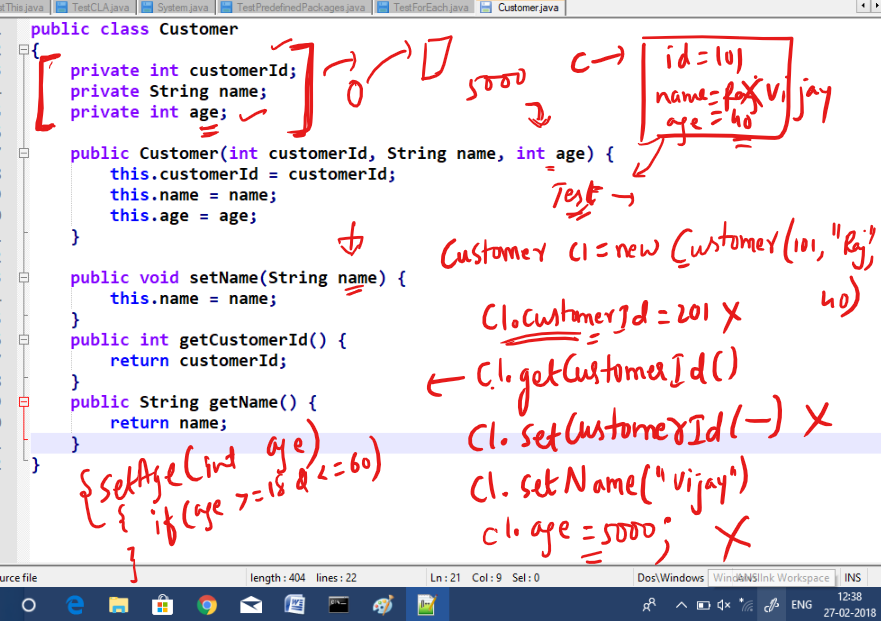 stThis.java TestCLA.java System.java TestPredefinedPackages.java TestForEach.java Customer.java
public class Customer
{
private int customerId;
private String name;
private int age;
0
5000
C →
id = 101
name = Raj Vijay
age = 40
public Customer(int customerId, String name, int age) {
this.customerId = customerId;
this.name = name;
this.age = age;
}
Test →
Customer c1 = new Customer(101, "Raj",
40)
public void setName(String name) {
this.name = name;
}
C1.CustomerId = 201 X
public int getCustomerId() {
return customerId;
}
← C1.getCustomerId()
public String getName() {
return name;
}
}
C1.setCustomerId(—) X
setAge(int age)
{ if(age >=18 & <=60)
}
C1.setName("Vijay")
C1.age = 5000; X
urce file length : 404 lines : 22 Ln : 21 Col : 9 Sel : 0 Dos\Windows Windows Ink Workspace INS
ENG
12:38
27-02-2018